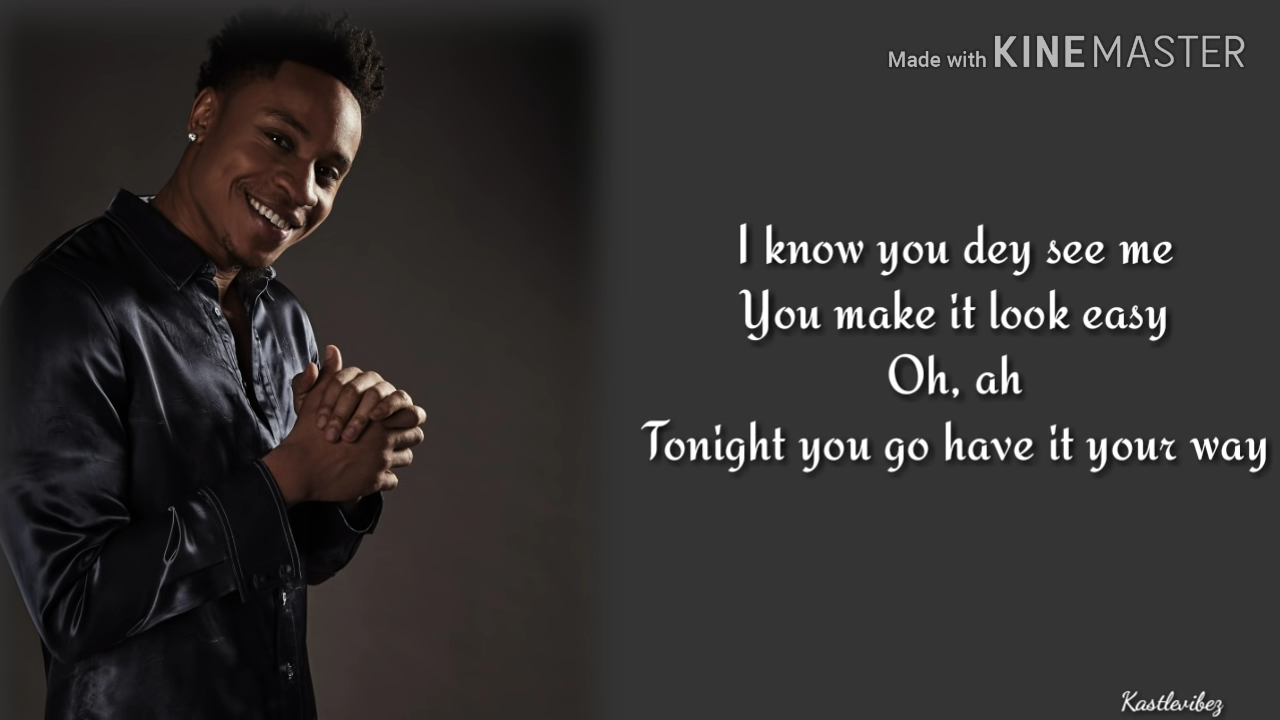 Made with KINEMASTER
I know you dey see me
You make it look easy
Oh, ah
Tonight you go have it your way
Kastlevibez